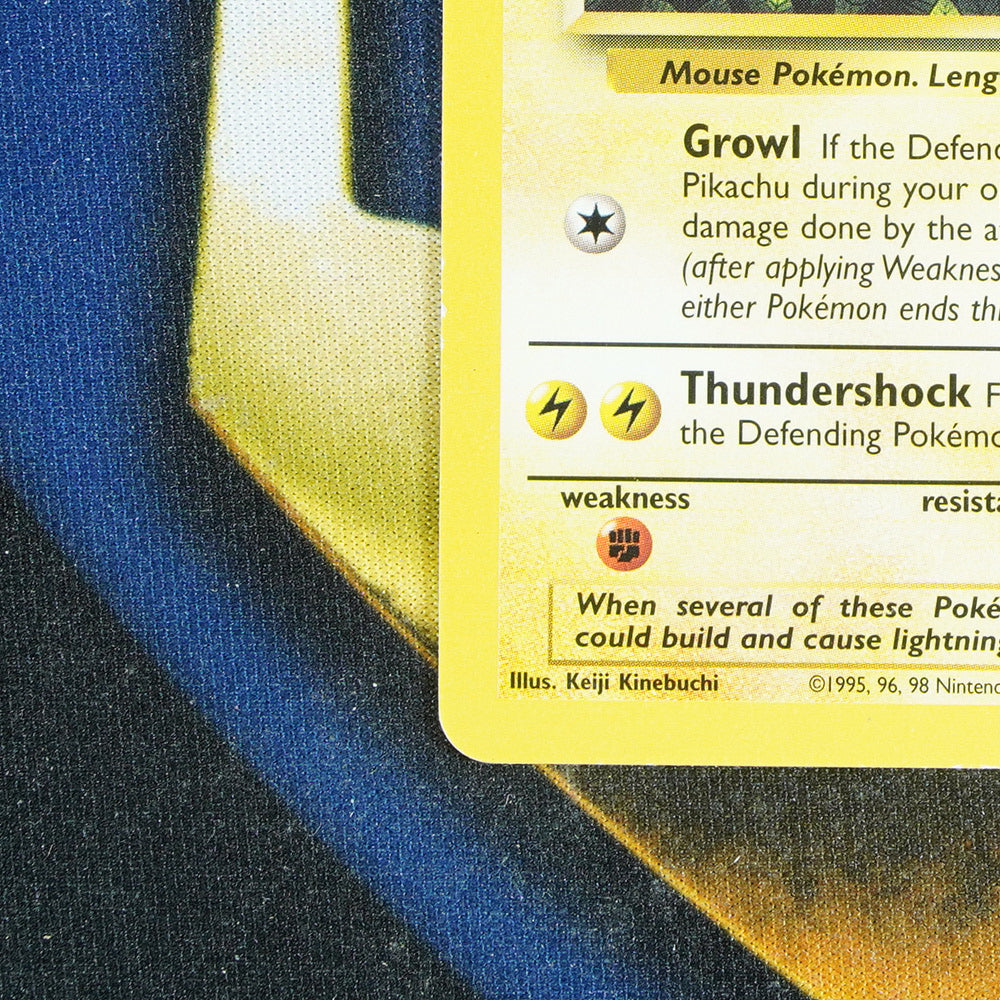 Mouse Pokémon. Leng
Growl If the Defend
Pikachu during your o
damage done by the a
(after applying Weaknes
either Pokémon ends th
Thundershock F
the Defending Pokémo
weakness resista
When several of these Poké
could build and cause lightning
Illus. Keiji Kinebuchi ©1995, 96, 98 Nintend